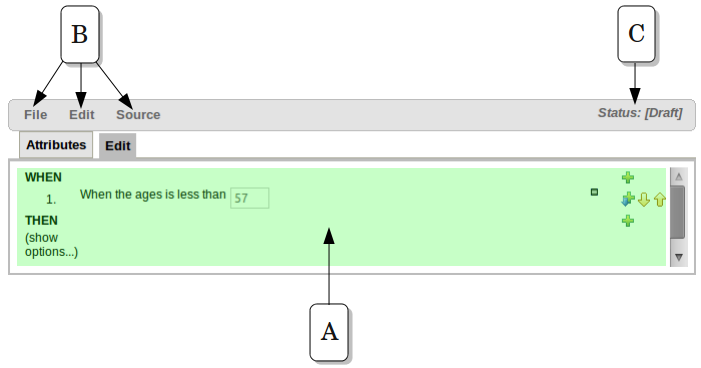 B
C
File Edit Source Status: [Draft]
Attributes Edit
WHEN
1. When the ages is less than 57
THEN
(show
options...)
A